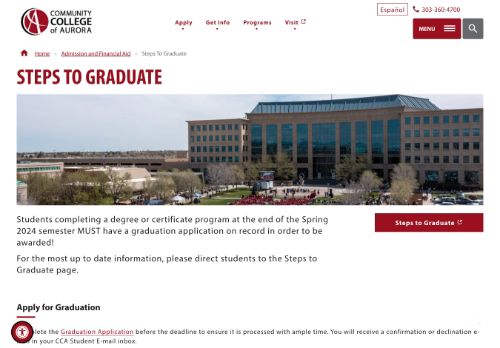 Español 303-360-4700
COMMUNITY
COLLEGE
of AURORA
Apply Get Info Programs Visit
MENU
Home » Admission and Financial Aid » Steps To Graduate
STEPS TO GRADUATE
Students completing a degree or certificate program at the end of the Spring
2024 semester MUST have a graduation application on record in order to be
awarded!
Steps to Graduate
For the most up to date information, please direct students to the Steps to
Graduate page.
Apply for Graduation
plete the Graduation Application before the deadline to ensure it is processed with ample time. You will receive a confirmation or declination e-
in your CCA Student E-mail inbox.